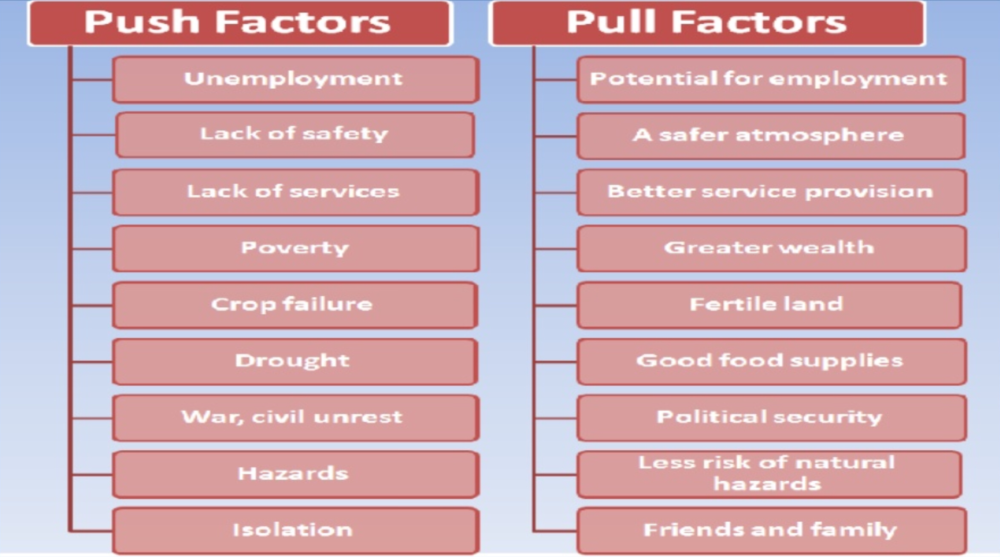 Push Factors
Unemployment
Lack of safety
Lack of services
Poverty
Crop failure
Drought
War, civil unrest
Hazards
Isolation
Pull Factors
Potential for employment
A safer atmosphere
Better service provision
Greater wealth
Fertile land
Good food supplies
Political security
Less risk of natural
hazards
Friends and family